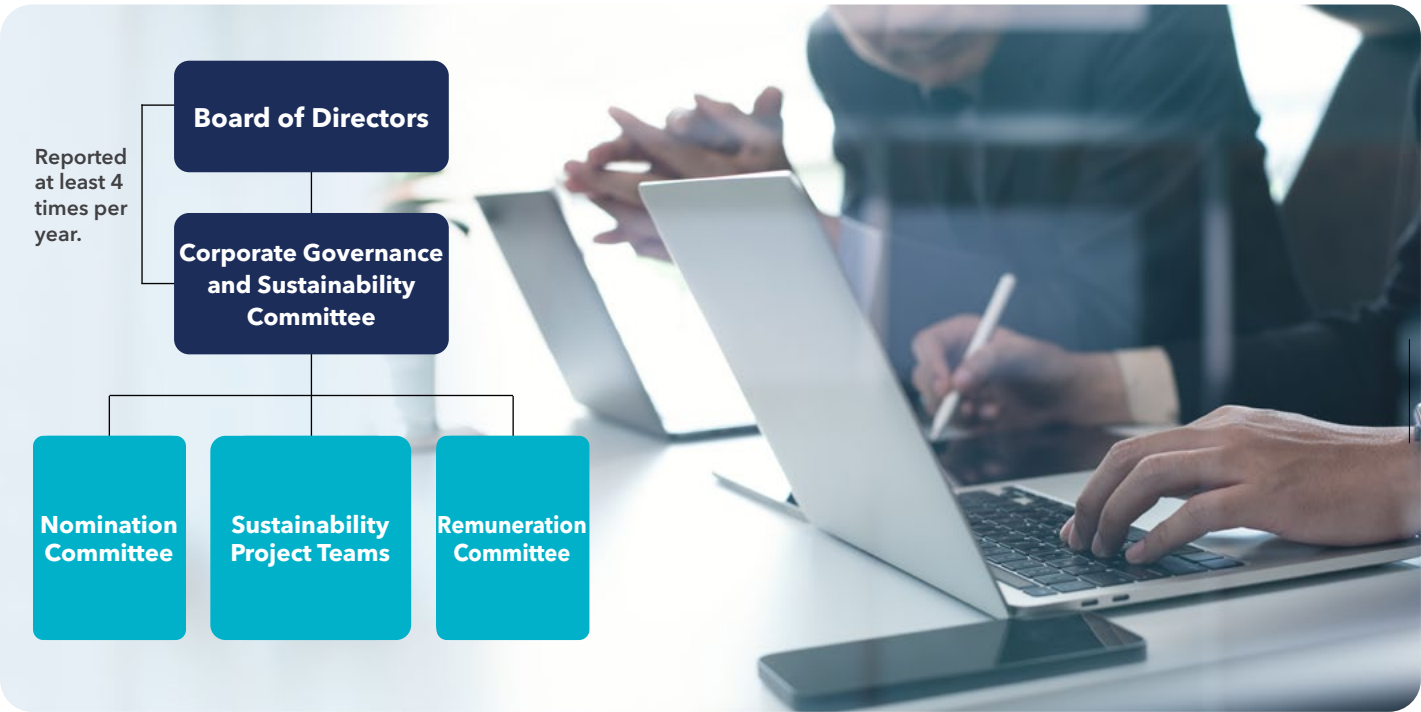 Board of Directors
Reported
at least 4
times per
year.
Corporate Governance
and Sustainability
Committee
Nomination
Committee
Sustainability
Project Teams
Remuneration
Committee